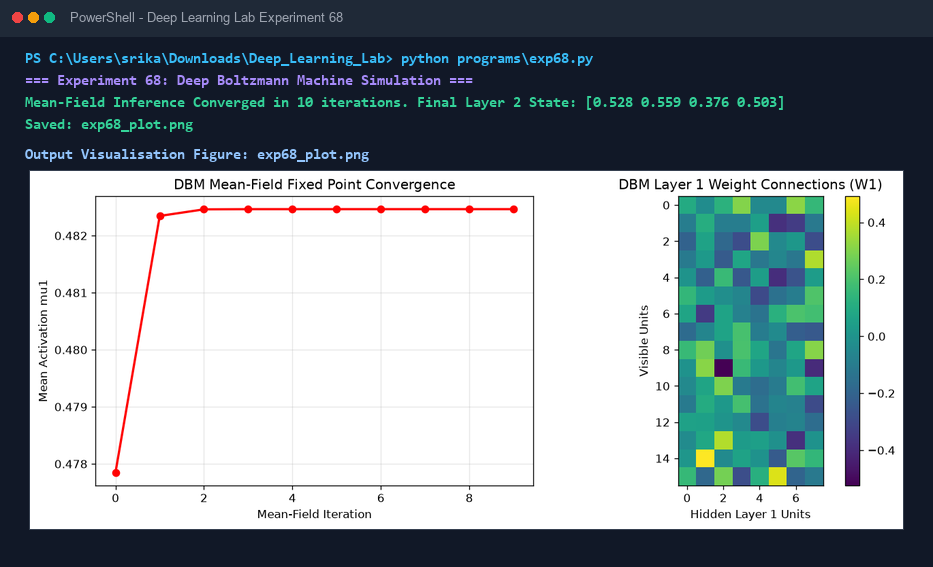 PowerShell - Deep Learning Lab Experiment 68
PS C:\Users\srika\Downloads\Deep_Learning_Lab> python programs\exp68.py
=== Experiment 68: Deep Boltzmann Machine Simulation ===
Mean-Field Inference Converged in 10 iterations. Final Layer 2 State: [0.528 0.559 0.376 0.503]
Saved: exp68_plot.png
Output Visualisation Figure: exp68_plot.png
DBM Mean-Field Fixed Point Convergence
0.482
0.481
0.480
0.479
0.478
Mean Activation mu1
0 2 4 6 8
Mean-Field Iteration
DBM Layer 1 Weight Connections (W1)
0
2
4
6
8
10
12
14
Visible Units
0 2 4 6
Hidden Layer 1 Units
0.4
0.2
0.0
−0.2
−0.4